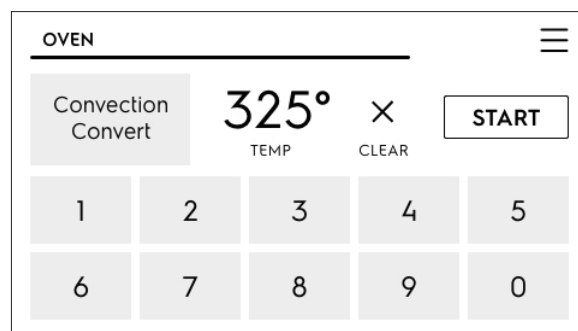 OVEN
Convection
Convert
325°
TEMP
×
CLEAR
START
1 2 3 4 5
6 7 8 9 0